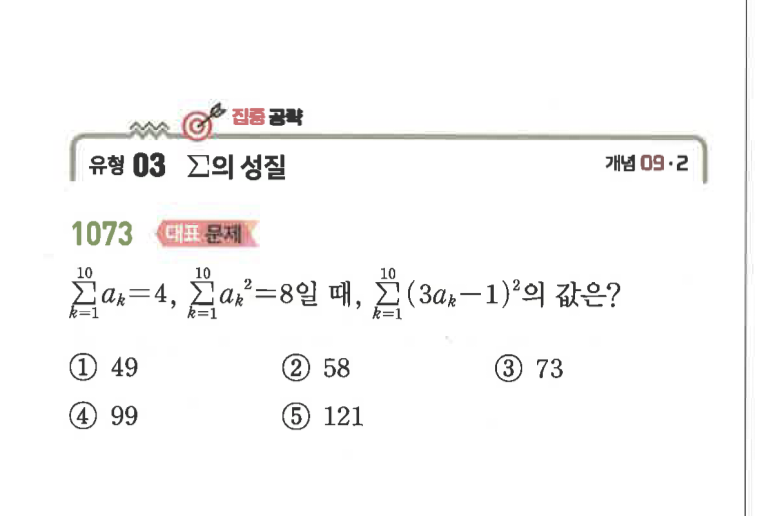 집중 공략
유형 03 ∑의 성질 개념 09·2
1073 대표 문제
\sum_{k=1}^{10} a_k=4, \sum_{k=1}^{10} a_k^2=8일 때, \sum_{k=1}^{10} (3a_k-1)^2의 값은?
① 49 ② 58 ③ 73
④ 99 ⑤ 121